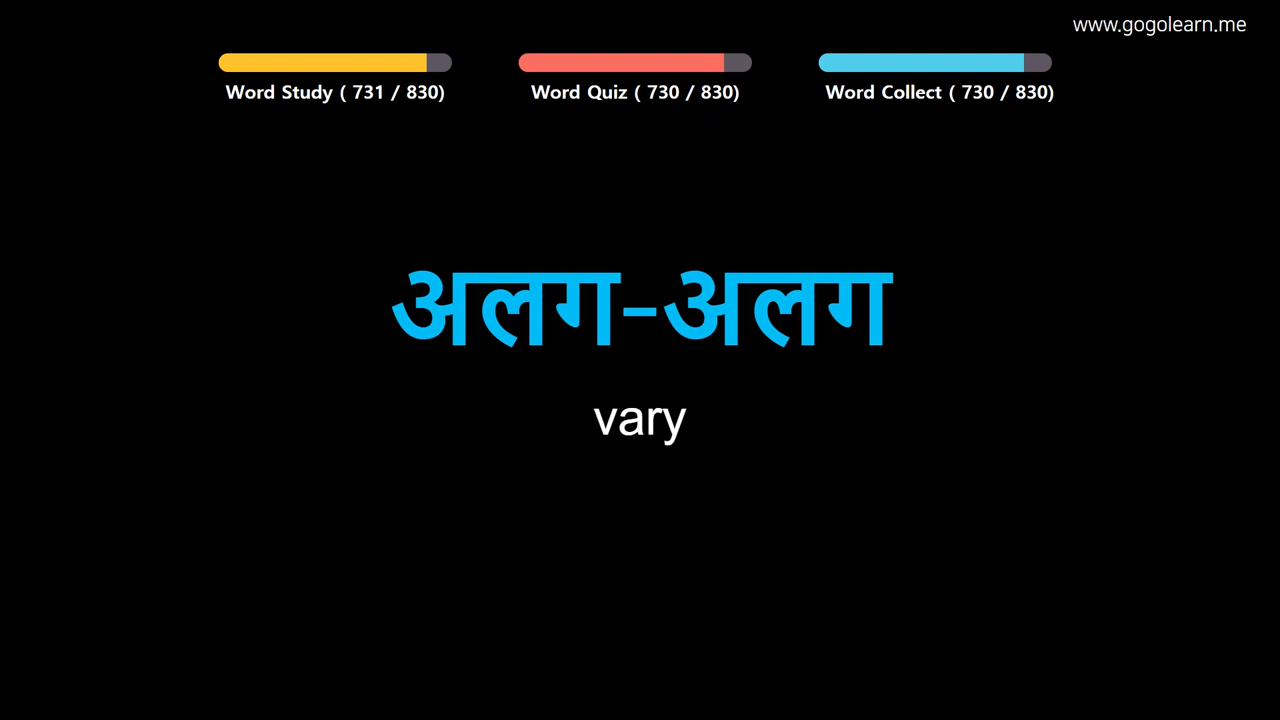 www.gogolearn.me
Word Study ( 731 / 830)
Word Quiz ( 730 / 830)
Word Collect ( 730 / 830)
अलग-अलग
vary